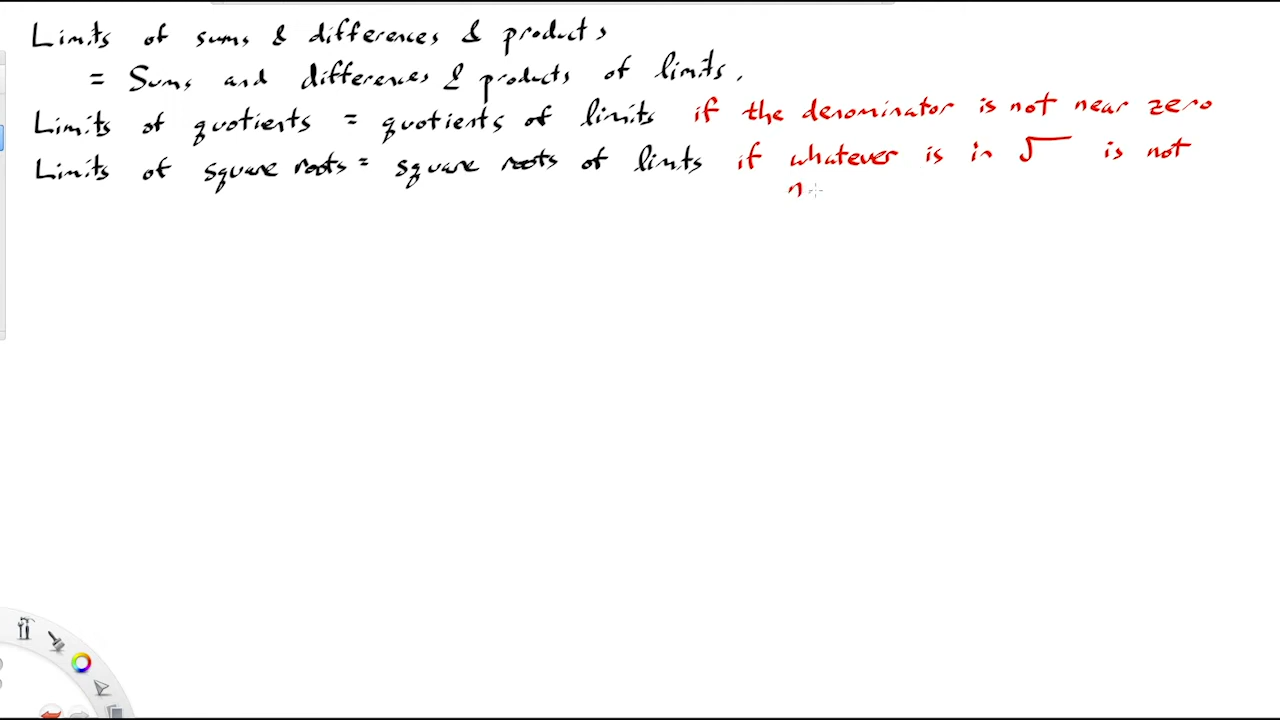 Limits of sums & differences & products
= Sums and differences & products of limits.
Limits of quotients = quotients of limits if the denominator is not near zero
Limits of square roots = square roots of limts if whatever is in √ is not
n